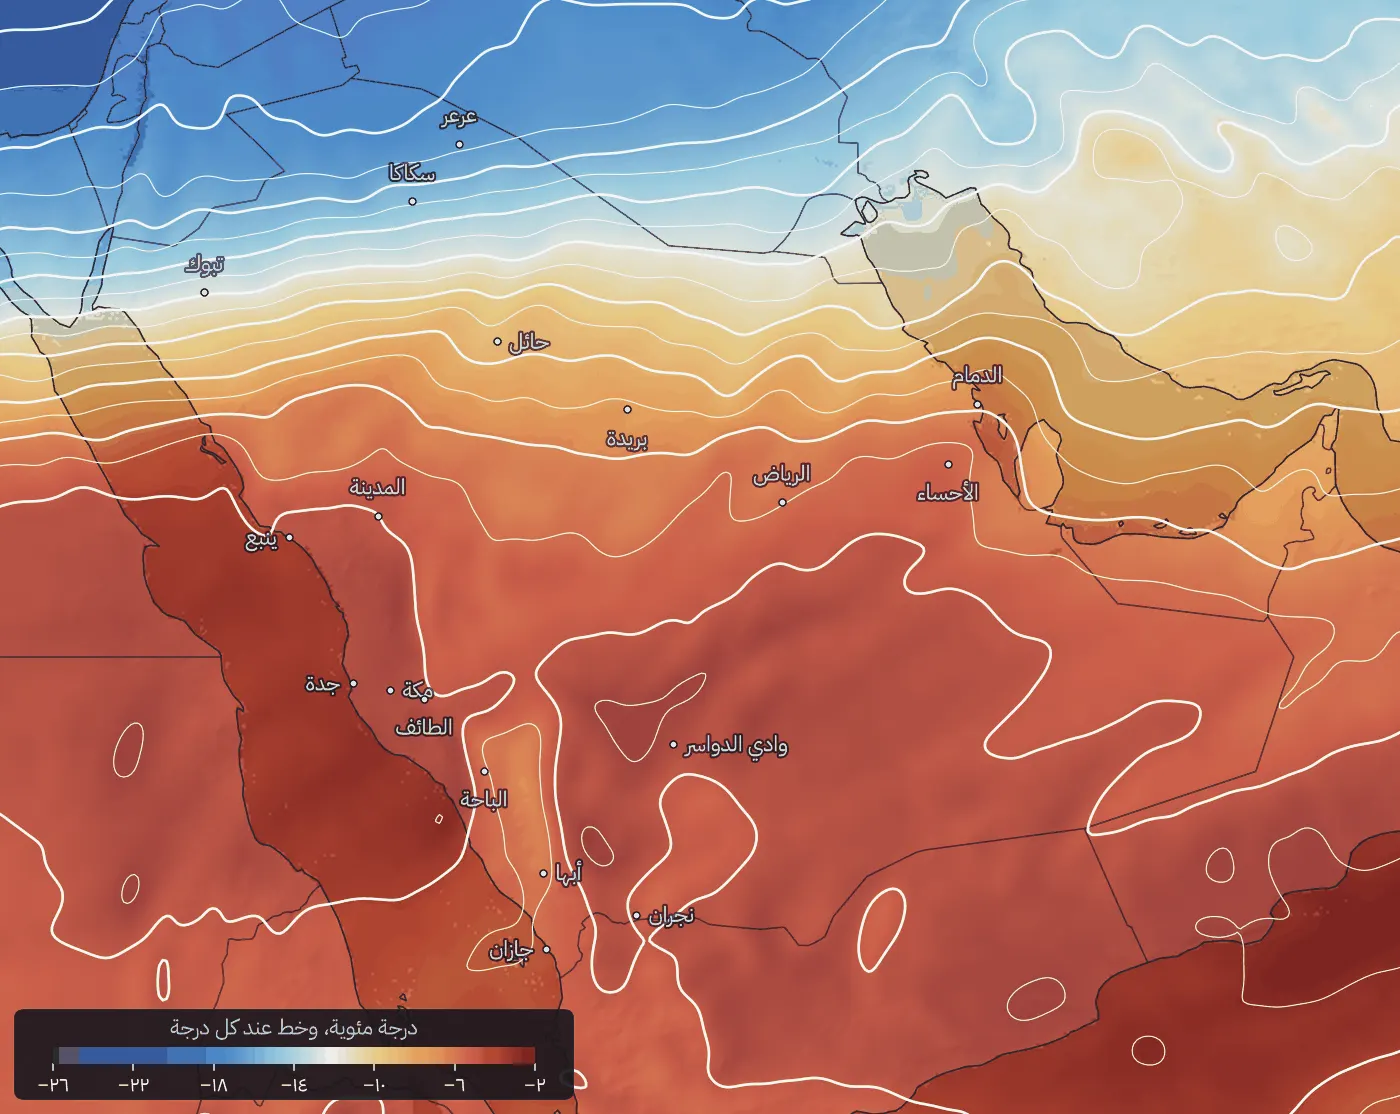 عرعر
سكاكا
تبوك
حائل
الدمام
بريدة
الرياض
الأحساء
المدينة
ينبع
جدة
مكة
الطائف
وادي الدواسر
الباحة
أبها
نجران
جازان
درجة مئوية، وخط عند كل درجة
−٢٦ −٢٢ −١٨ −١٤ −١٠ −٦ −٢